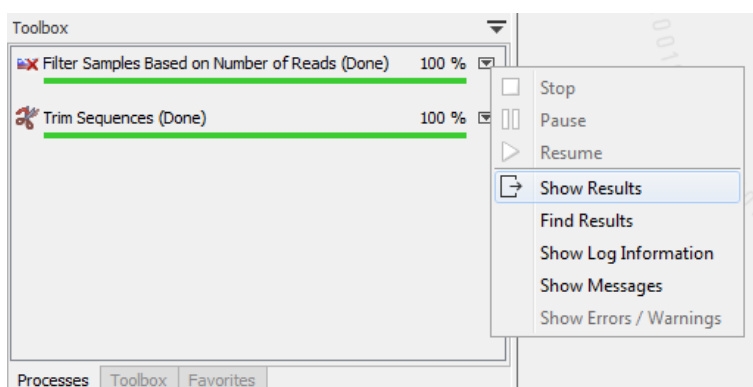 Toolbox
Filter Samples Based on Number of Reads (Done) 100 %
Trim Sequences (Done) 100 %
Stop
Pause
Resume
Show Results
Find Results
Show Log Information
Show Messages
Show Errors / Warnings
Processes Toolbox Favorites